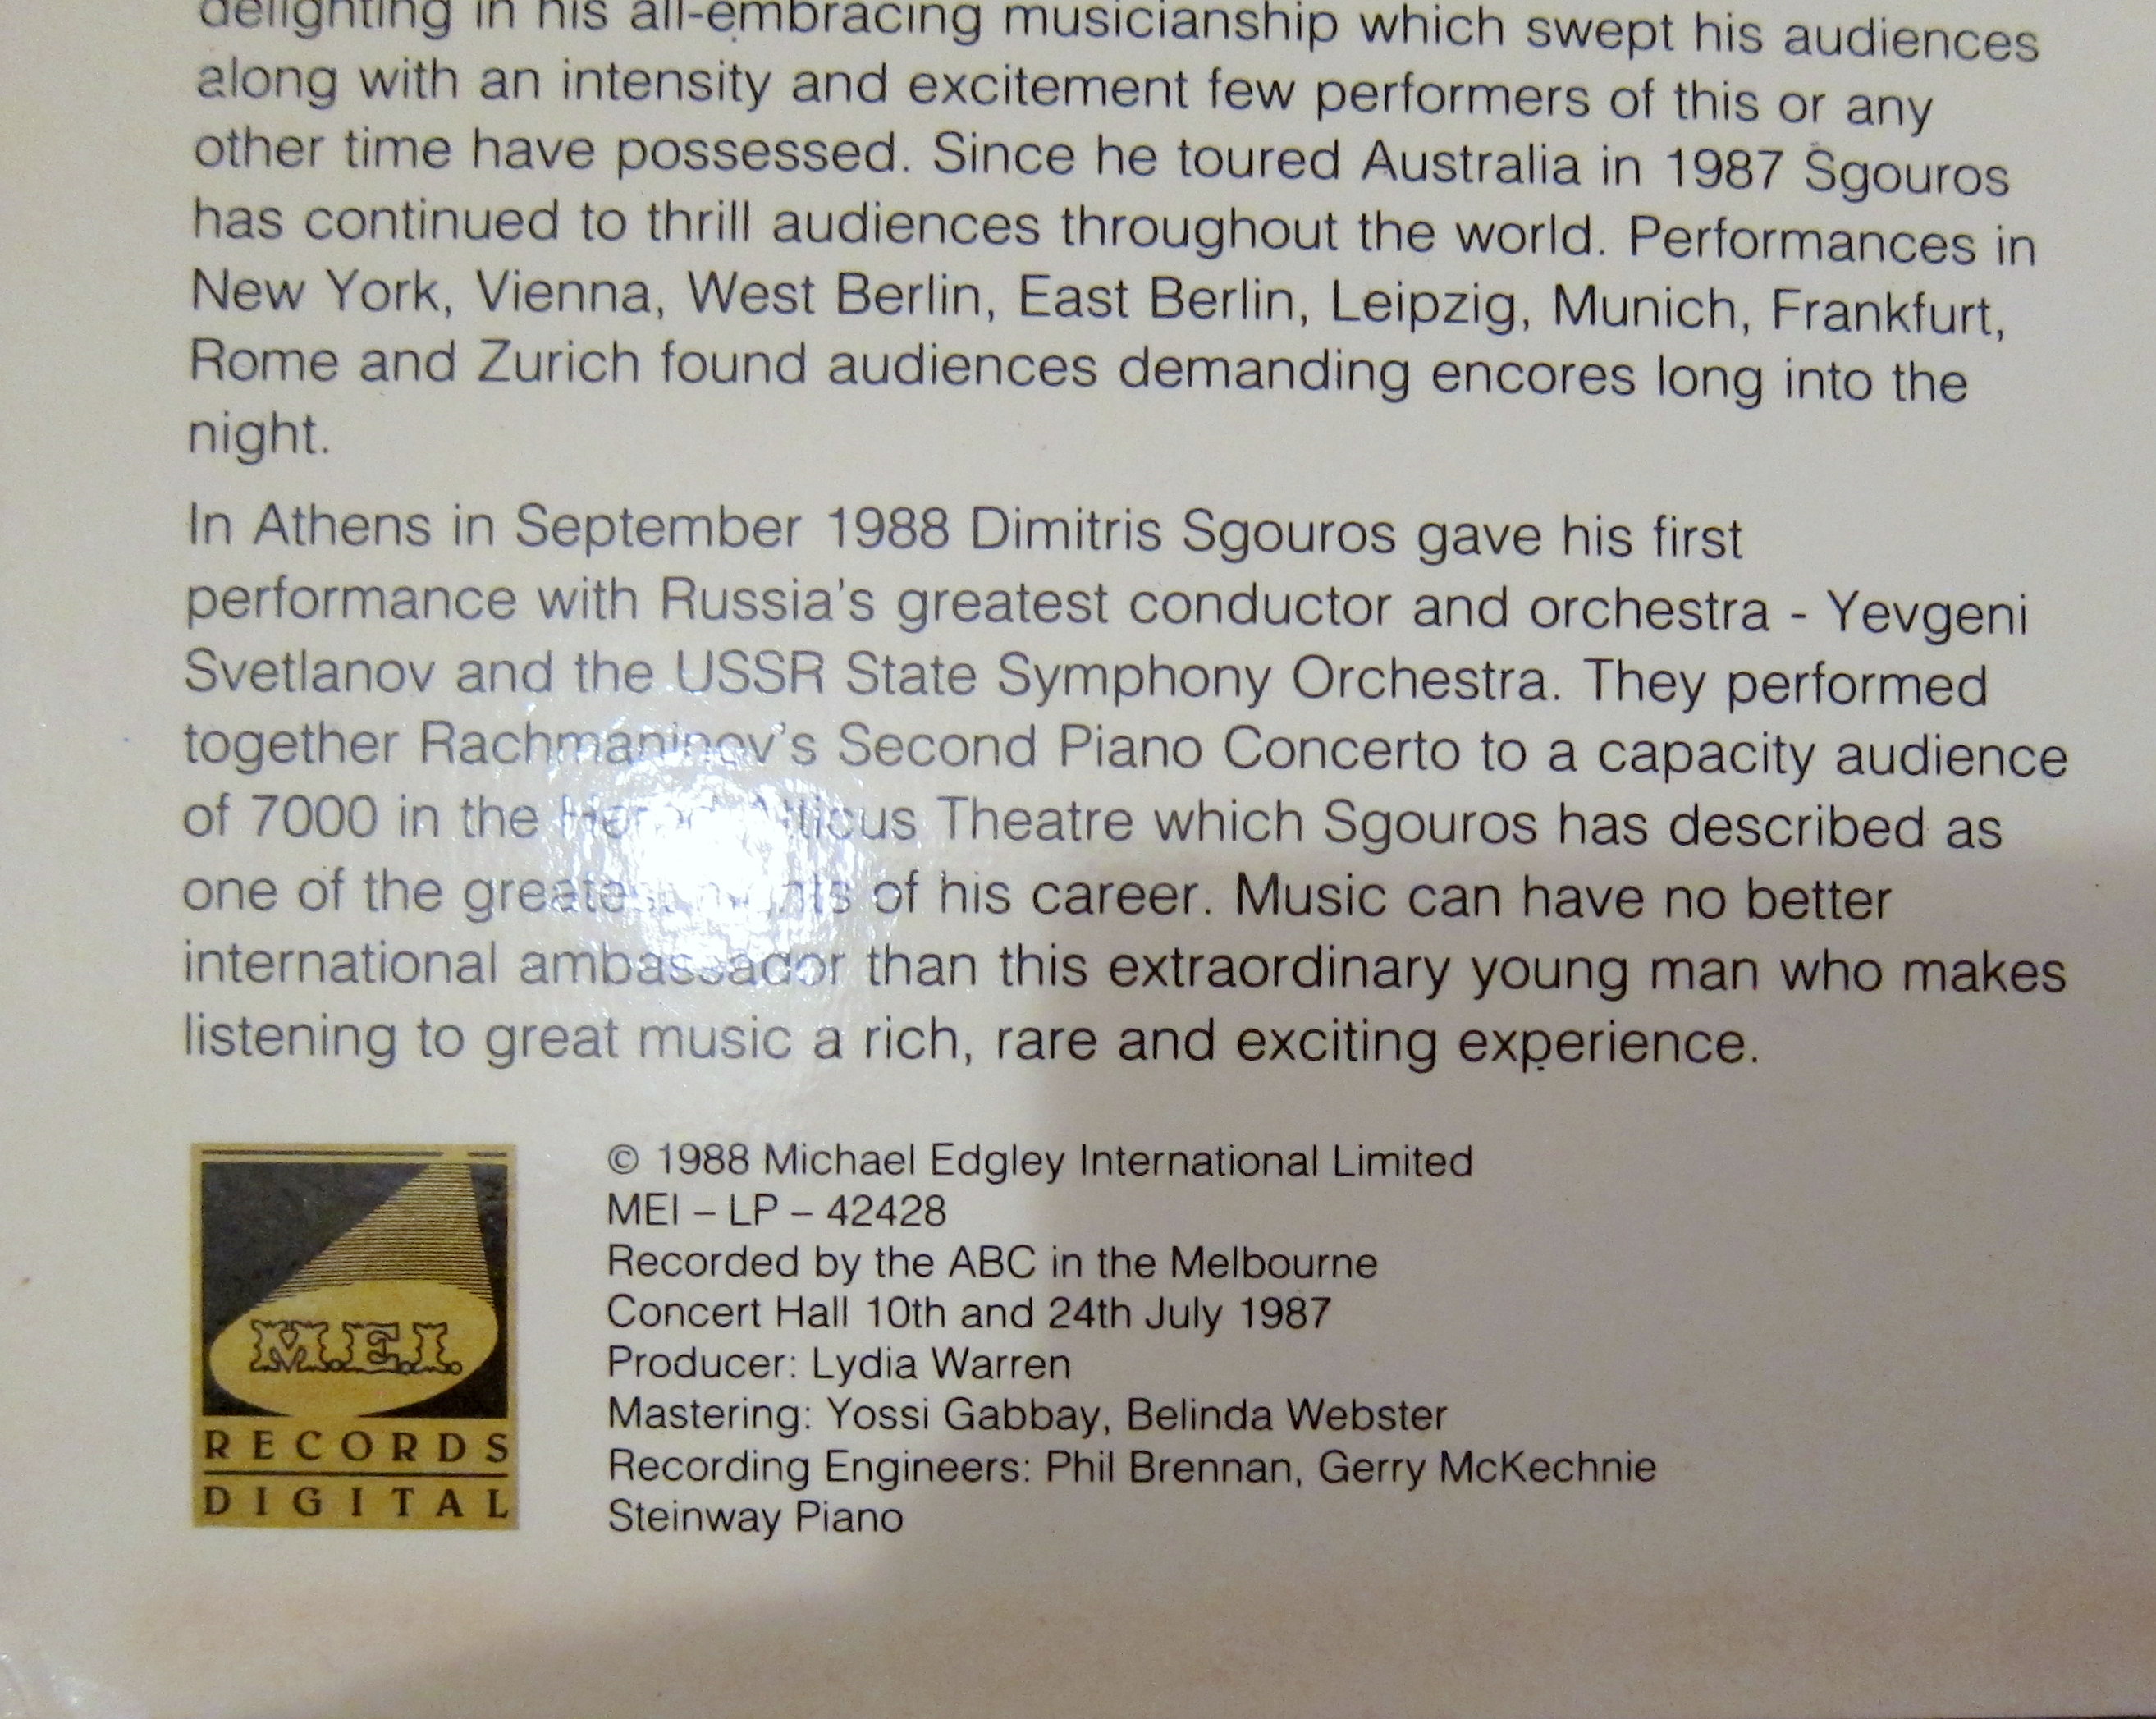 delighting in his all-embracing musicianship which swept his audiences
along with an intensity and excitement few performers of this or any
other time have possessed. Since he toured Australia in 1987 Sgouros
has continued to thrill audiences throughout the world. Performances in
New York, Vienna, West Berlin, East Berlin, Leipzig, Munich, Frankfurt,
Rome and Zurich found audiences demanding encores long into the
night.
In Athens in September 1988 Dimitris Sgouros gave his first
performance with Russia's greatest conductor and orchestra - Yevgeni
Svetlanov and the USSR State Symphony Orchestra. They performed
together Rachmaninov's Second Piano Concerto to a capacity audience
of 7000 in the Atticus Theatre which Sgouros has described as
one of the greatest of his career. Music can have no better
international ambassador than this extraordinary young man who makes
listening to great music a rich, rare and exciting experience.
M.E.I.
RECORDS
DIGITAL
© 1988 Michael Edgley International Limited
MEI – LP – 42428
Recorded by the ABC in the Melbourne
Concert Hall 10th and 24th July 1987
Producer: Lydia Warren
Mastering: Yossi Gabbay, Belinda Webster
Recording Engineers: Phil Brennan, Gerry McKechnie
Steinway Piano